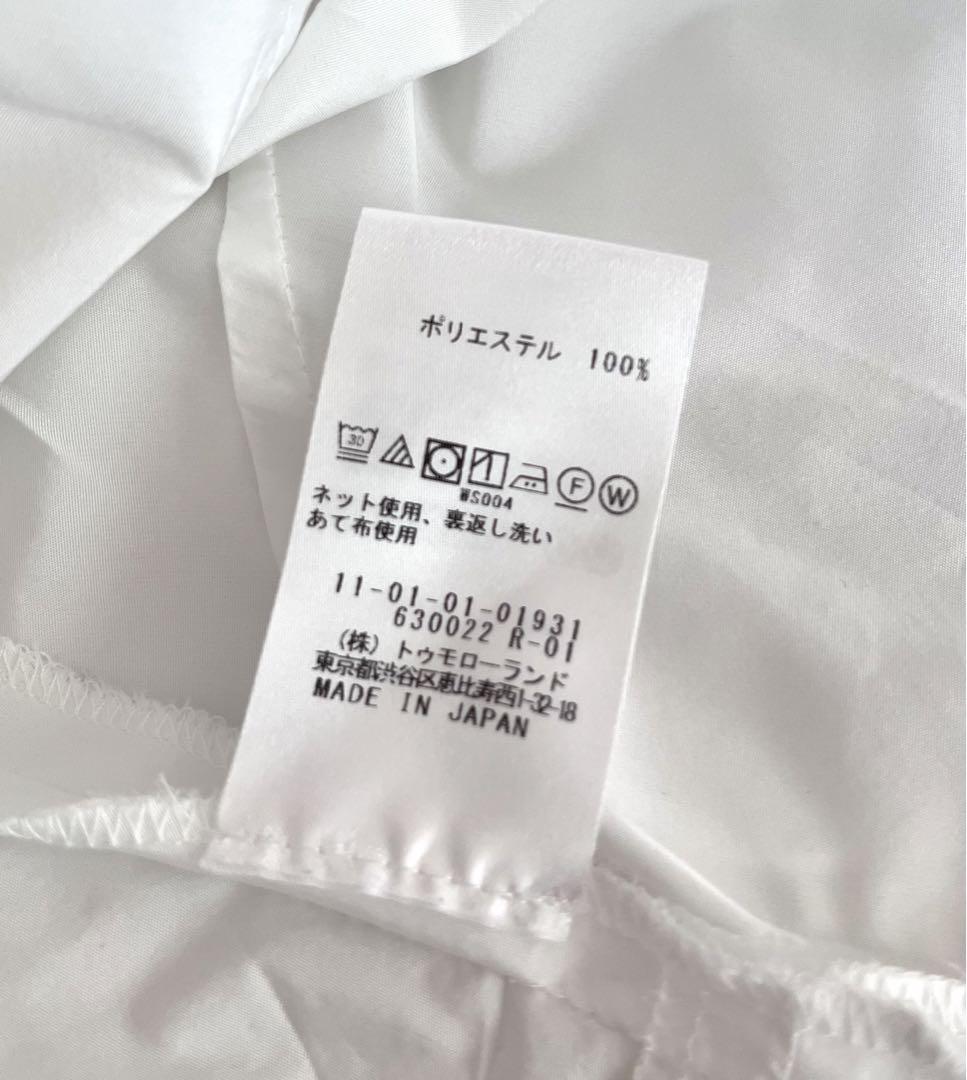 ポリエステル 100%
30 F W
WS004
ネット使用、裏返し洗い
あて布使用
11-01-01-01931
630022 R-01
(株)トゥモローランド
東京都渋谷区恵比寿西1-32-18
MADE IN JAPAN